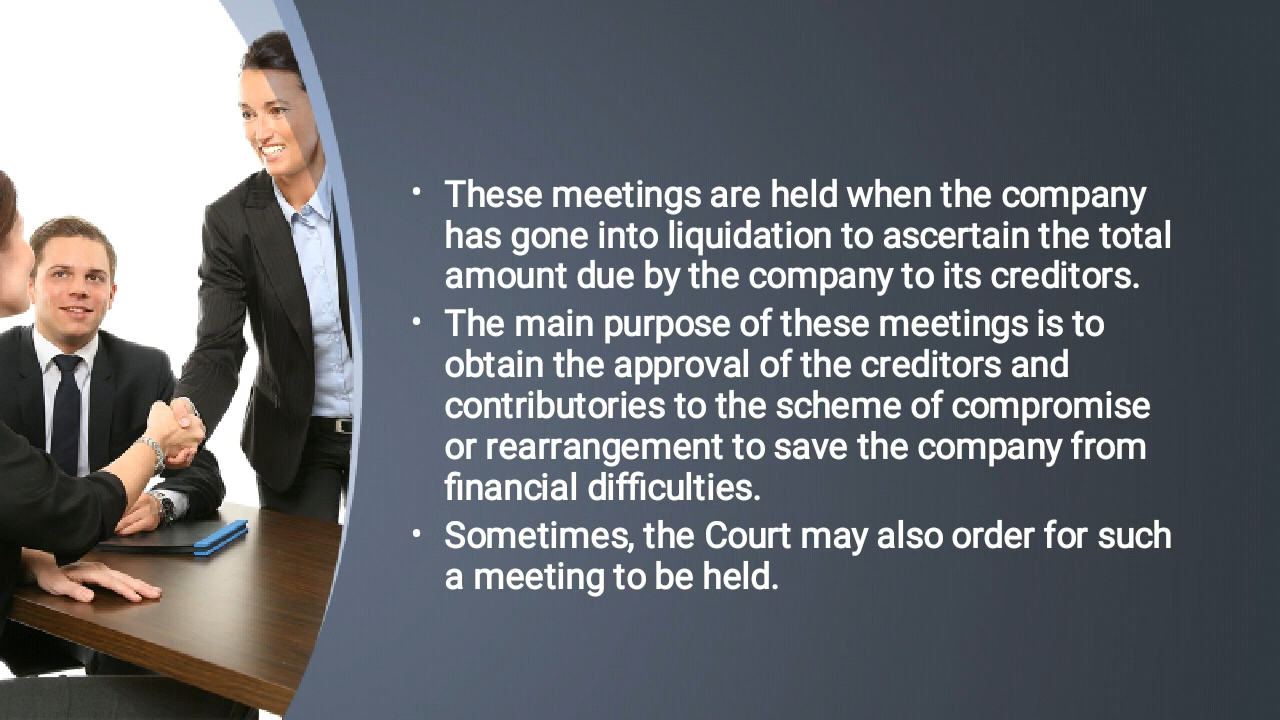 • These meetings are held when the company
has gone into liquidation to ascertain the total
amount due by the company to its creditors.
• The main purpose of these meetings is to
obtain the approval of the creditors and
contributories to the scheme of compromise
or rearrangement to save the company from
financial difficulties.
• Sometimes, the Court may also order for such
a meeting to be held.